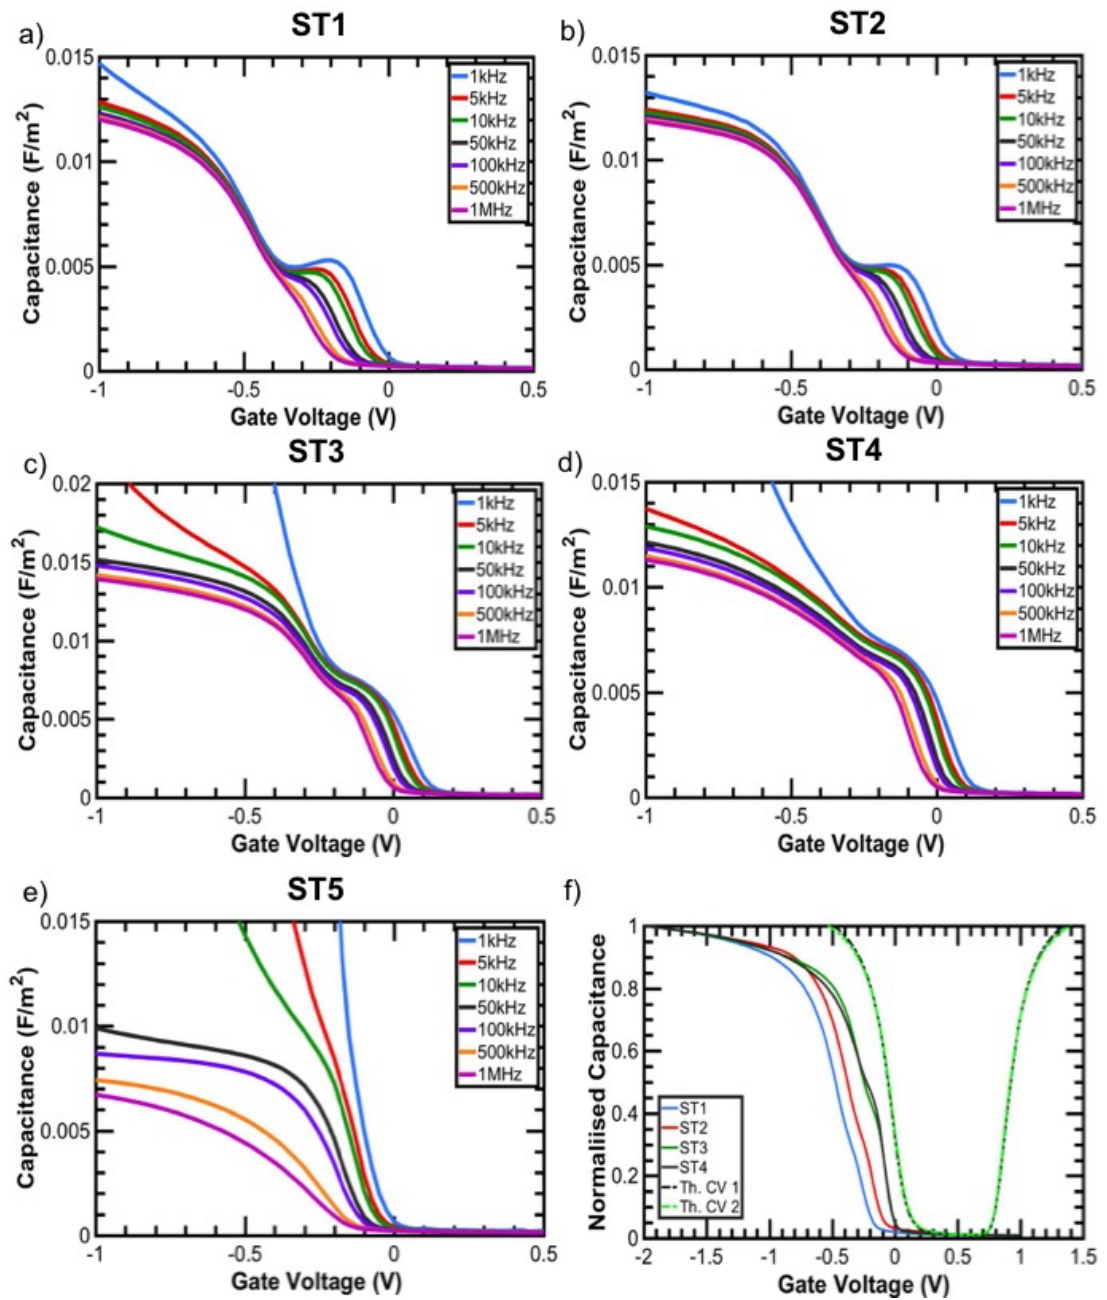 a)
ST1
0.015
0.01
0.005
0
-1
-0.5
0
0.5
Capacitance (F/m²)
Gate Voltage (V)
1kHz
5kHz
10kHz
50kHz
100kHz
500kHz
1MHz
b)
ST2
0.015
0.01
0.005
0
-1
-0.5
0
0.5
Capacitance (F/m²)
Gate Voltage (V)
1kHz
5kHz
10kHz
50kHz
100kHz
500kHz
1MHz
c)
ST3
0.02
0.015
0.01
0.005
0
-1
-0.5
0
0.5
Capacitance (F/m²)
Gate Voltage (V)
1kHz
5kHz
10kHz
50kHz
100kHz
500kHz
1MHz
d)
ST4
0.015
0.01
0.005
0
-1
-0.5
0
0.5
Capacitance (F/m²)
Gate Voltage (V)
1kHz
5kHz
10kHz
50kHz
100kHz
500kHz
1MHz
e)
ST5
0.015
0.01
0.005
0
-1
-0.5
0
0.5
Capacitance (F/m²)
Gate Voltage (V)
1kHz
5kHz
10kHz
50kHz
100kHz
500kHz
1MHz
f)
1
0.8
0.6
0.4
0.2
0
-2
-1.5
-1
-0.5
0
0.5
1
1.5
Normaliised Capacitance
Gate Voltage (V)
ST1
ST2
ST3
ST4
Th. CV 1
Th. CV 2